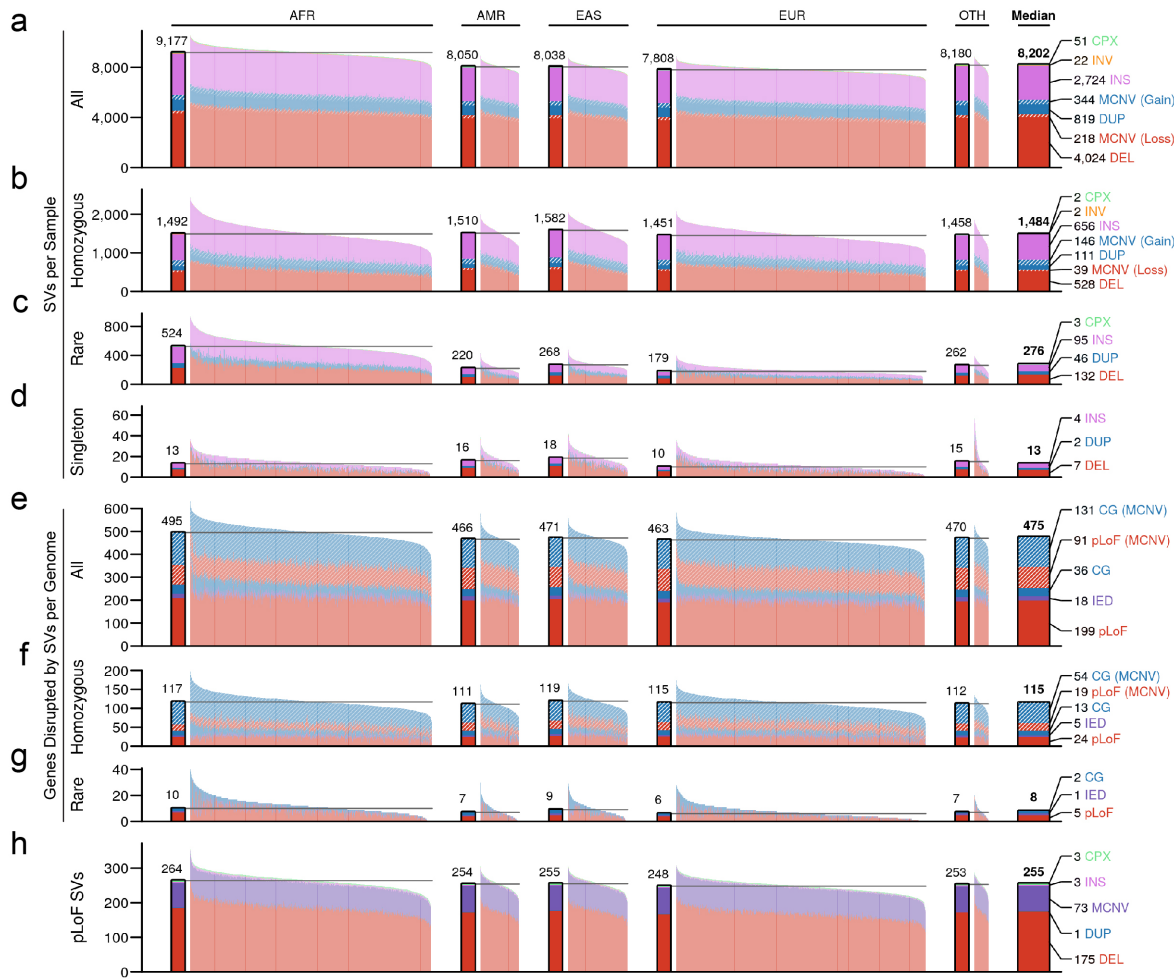 AFR AMR EAS EUR OTH Median
a
SVs per Sample
All
8,000
4,000
0
9,177 8,050 8,038 7,808 8,180 8,202
51 CPX
22 INV
2,724 INS
344 MCNV (Gain)
819 DUP
218 MCNV (Loss)
4,024 DEL
b
Homozygous
2,000
1,000
0
1,492 1,510 1,582 1,451 1,458 1,484
2 CPX
2 INV
656 INS
146 MCNV (Gain)
111 DUP
39 MCNV (Loss)
528 DEL
c
Rare
800
400
0
524 220 268 179 262 276
3 CPX
95 INS
46 DUP
132 DEL
d
Singleton
60
40
20
0
13 16 18 10 15 13
4 INS
2 DUP
7 DEL
e
Genes Disrupted by SVs per Genome
All
600
500
400
300
200
100
0
495 466 471 463 470 475
131 CG (MCNV)
91 pLoF (MCNV)
36 CG
18 IED
199 pLoF
f
Homozygous
200
150
100
50
0
117 111 119 115 112 115
54 CG (MCNV)
19 pLoF (MCNV)
13 CG
5 IED
24 pLoF
g
Rare
40
20
0
10 7 9 6 7 8
2 CG
1 IED
5 pLoF
h
pLoF SVs
300
200
100
0
264 254 255 248 253 255
3 CPX
3 INS
73 MCNV
1 DUP
175 DEL